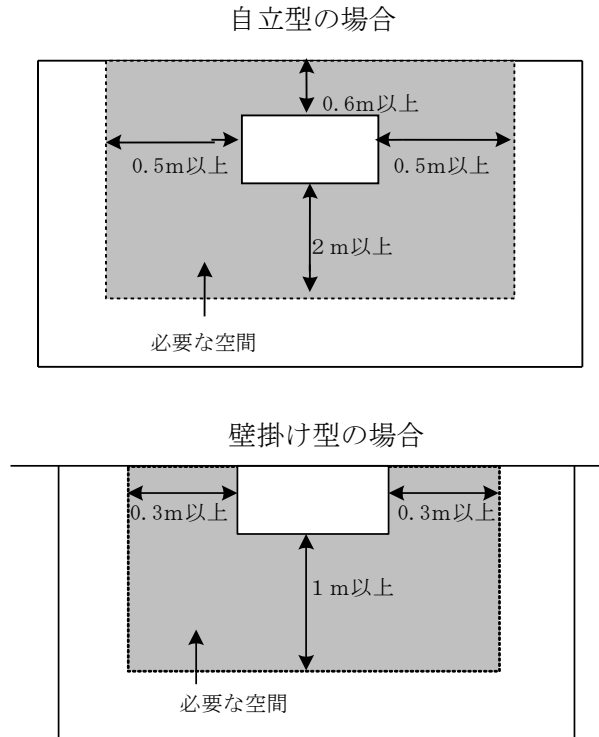 自立型の場合
0.6m以上
0.5m以上
0.5m以上
2m以上
必要な空間
壁掛け型の場合
0.3m以上
0.3m以上
1m以上
必要な空間